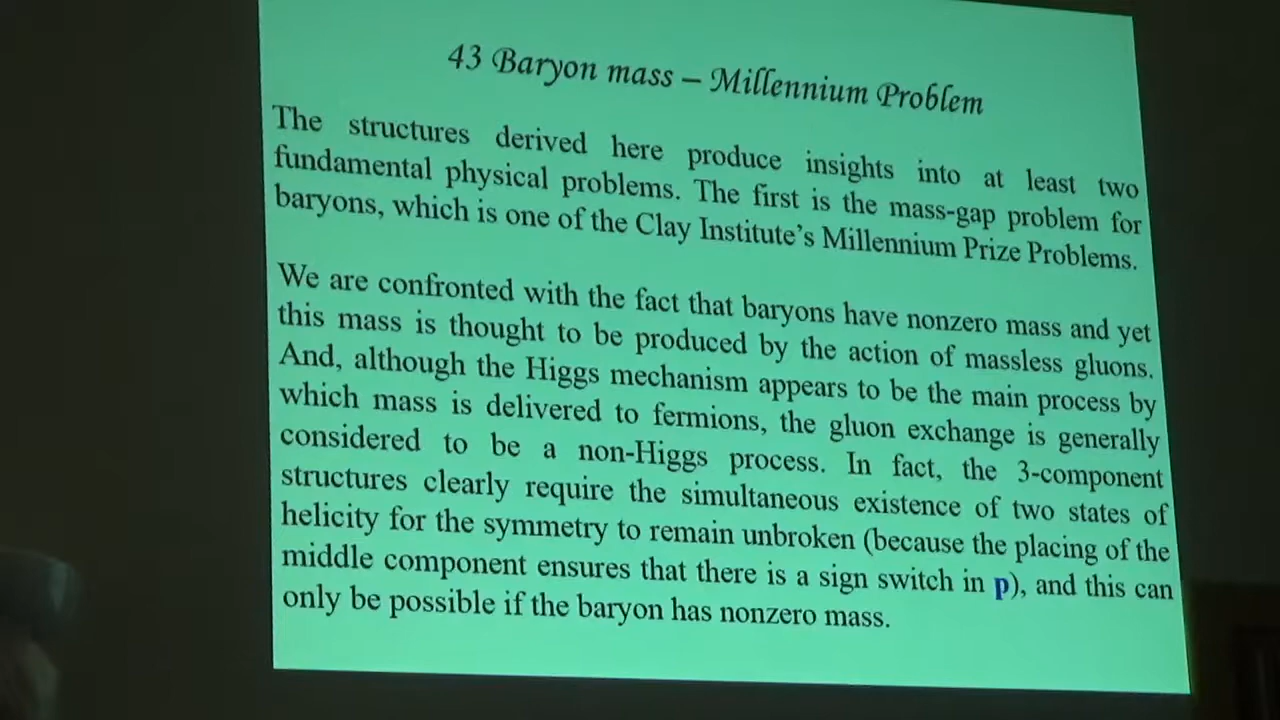 43 Baryon mass – Millennium Problem
The structures derived here produce insights into at least two
fundamental physical problems. The first is the mass-gap problem for
baryons, which is one of the Clay Institute’s Millennium Prize Problems.
We are confronted with the fact that baryons have nonzero mass and yet
this mass is thought to be produced by the action of massless gluons.
And, although the Higgs mechanism appears to be the main process by
which mass is delivered to fermions, the gluon exchange is generally
considered to be a non-Higgs process. In fact, the 3-component
structures clearly require the simultaneous existence of two states of
helicity for the symmetry to remain unbroken (because the placing of the
middle component ensures that there is a sign switch in p), and this can
only be possible if the baryon has nonzero mass.